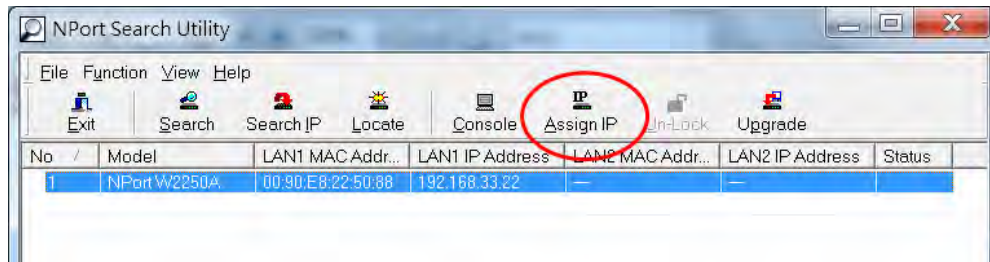 NPort Search Utility
File Function View Help
Exit Search Search IP Locate Console IP Assign IP Un-Lock Upgrade
No / Model LAN1 MAC Addr... LAN1 IP Address LAN2 MAC Addr... LAN2 IP Address Status
1 NPort W2250A 00:90:E8:22:50:88 192.168.33.22 — —